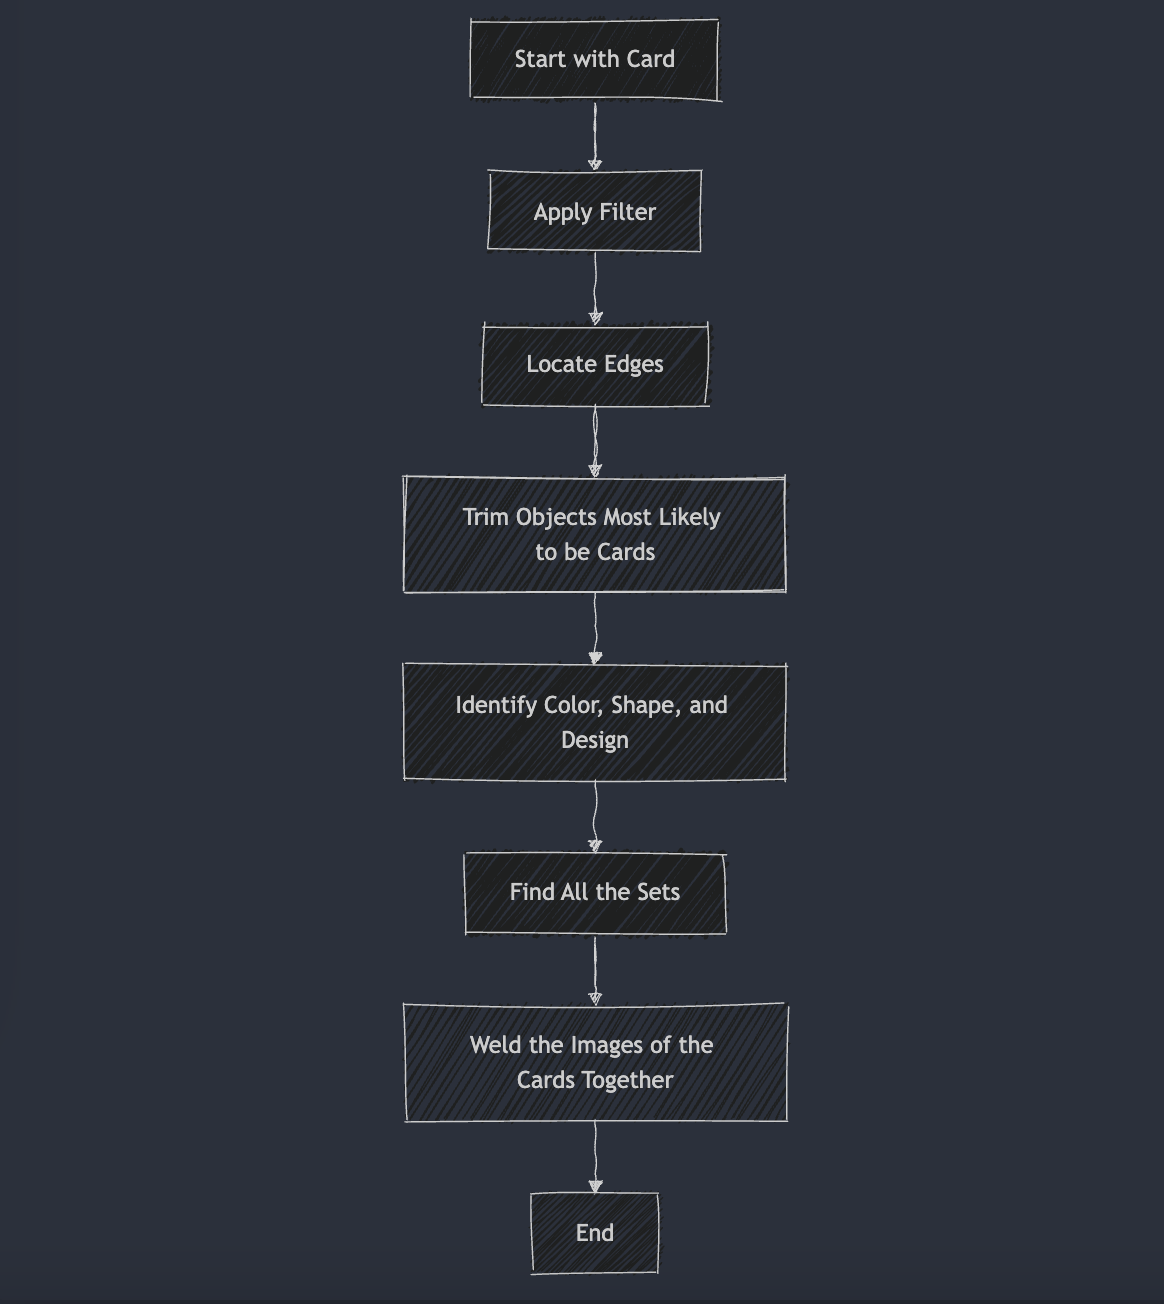 Start with Card
Apply Filter
Locate Edges
Trim Objects Most Likely
to be Cards
Identify Color, Shape, and
Design
Find All the Sets
Weld the Images of the
Cards Together
End